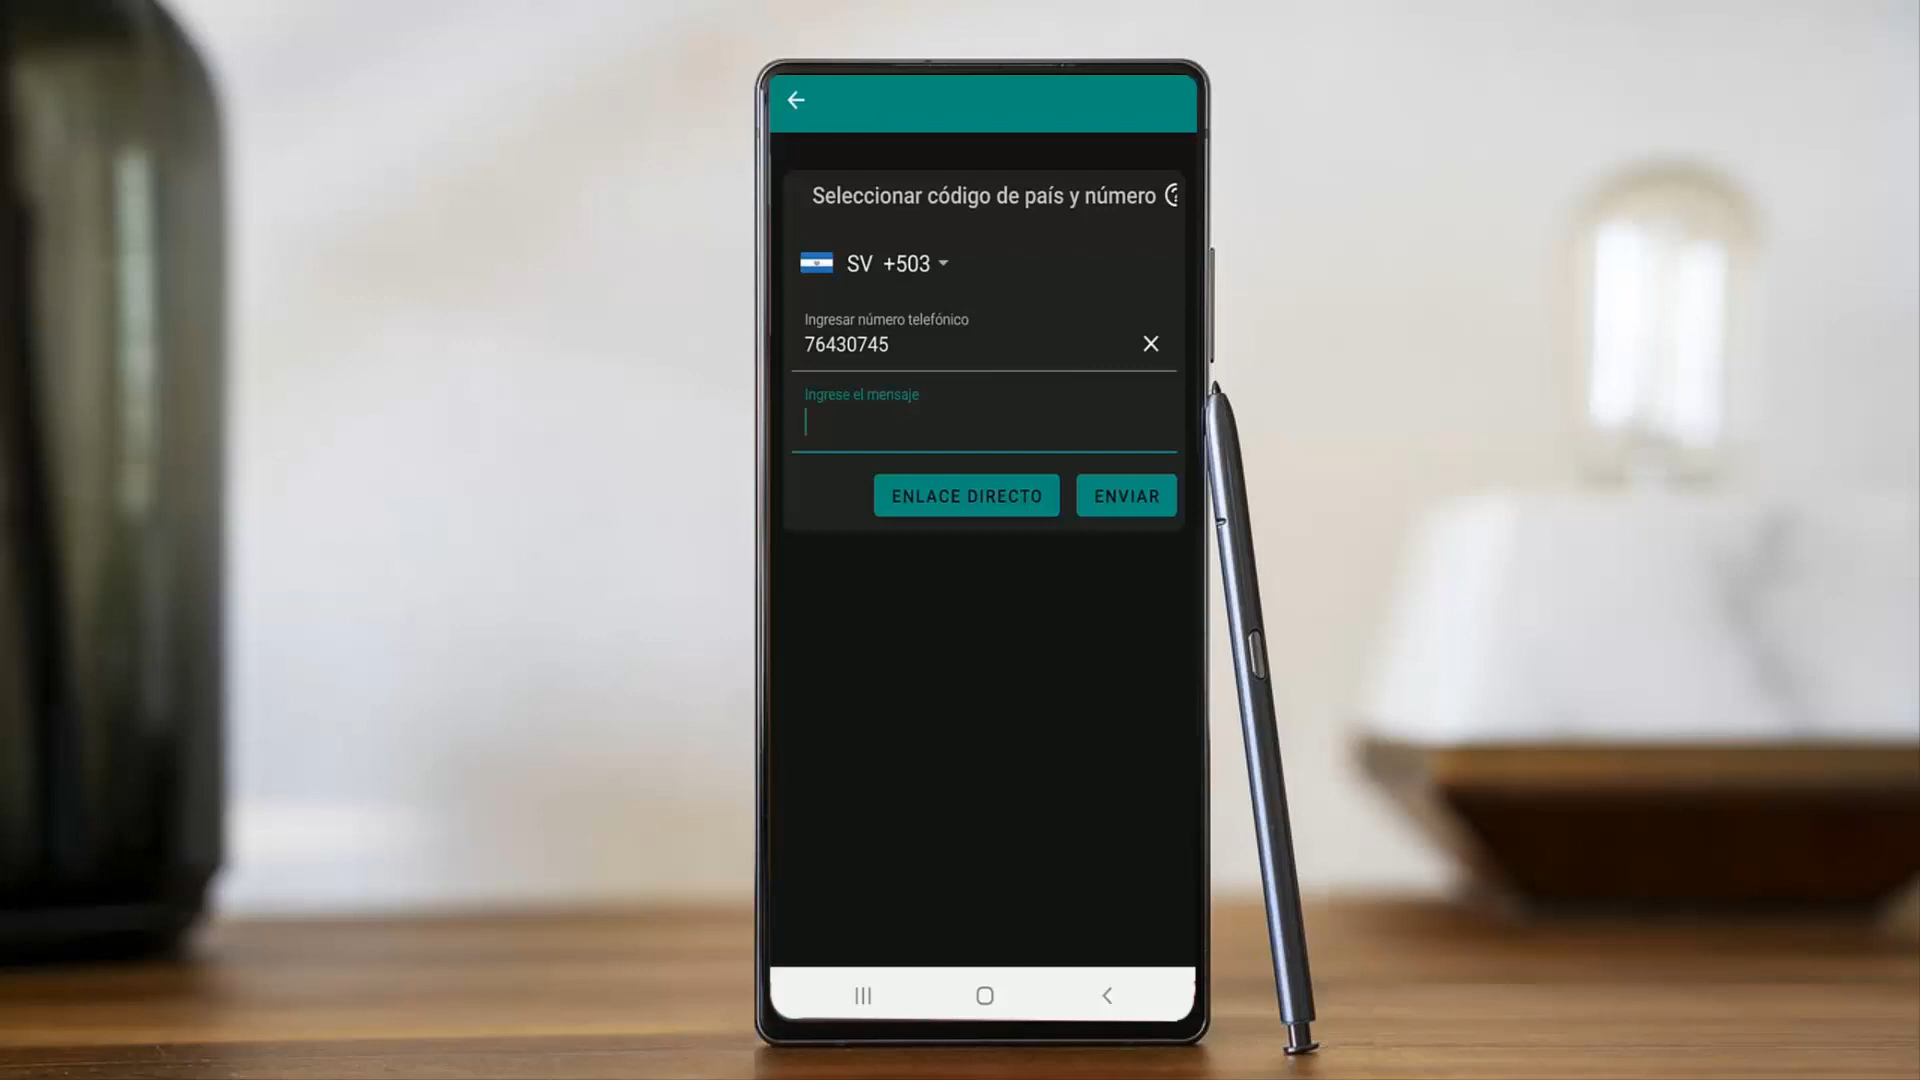 Seleccionar código de país y número
SV +503
Ingresar número telefónico
76430745
Ingrese el mensaje
ENLACE DIRECTO ENVIAR